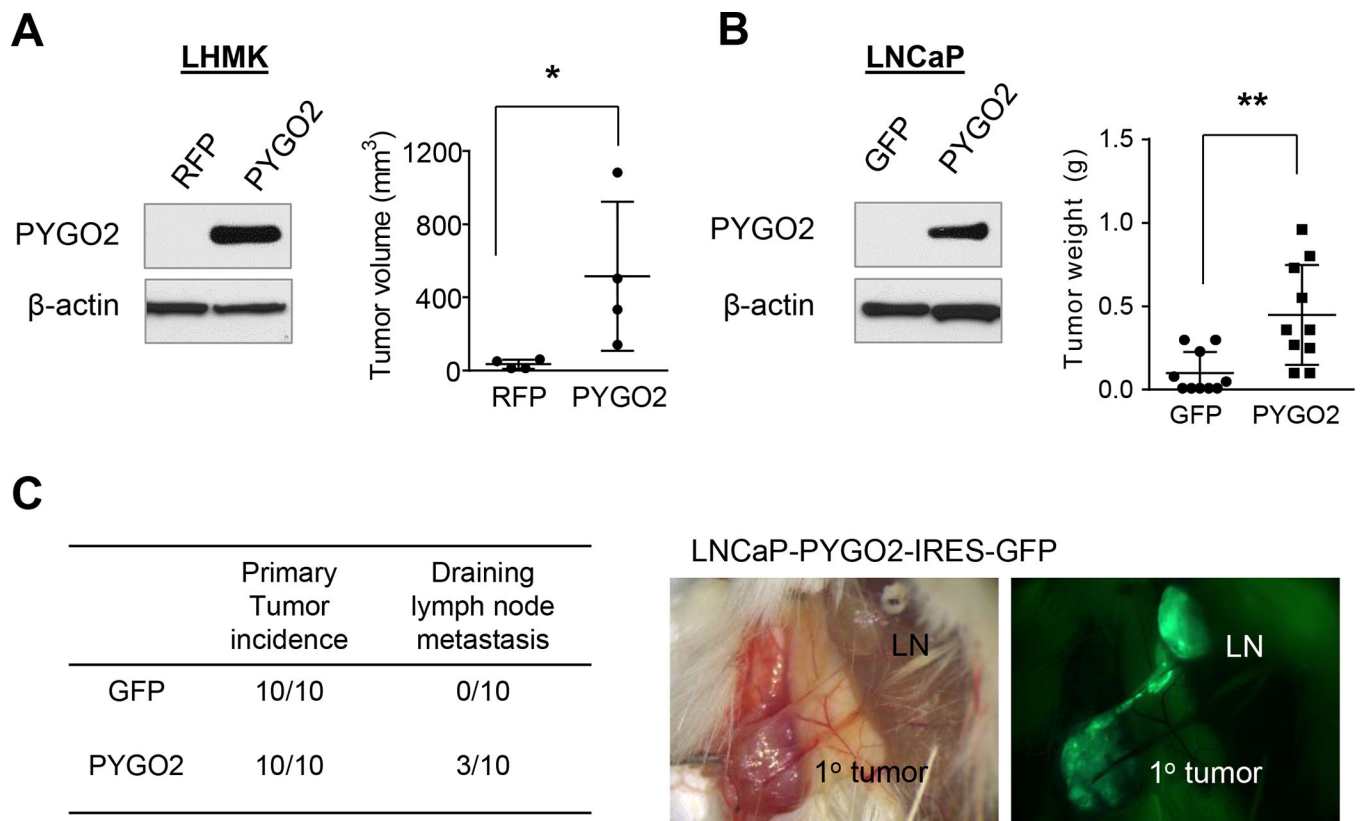 A
LHMK
RFP
PYGO2
PYGO2
β-actin
*
Tumor volume (mm³)
1200
800
400
0
RFP
PYGO2
B
LNCaP
GFP
PYGO2
PYGO2
β-actin
**
Tumor weight (g)
1.5
1.0
0.5
0.0
GFP
PYGO2
C
Primary Tumor incidence
Draining lymph node metastasis
GFP 10/10 0/10
PYGO2 10/10 3/10
LNCaP-PYGO2-IRES-GFP
LN
1° tumor
LN
1° tumor